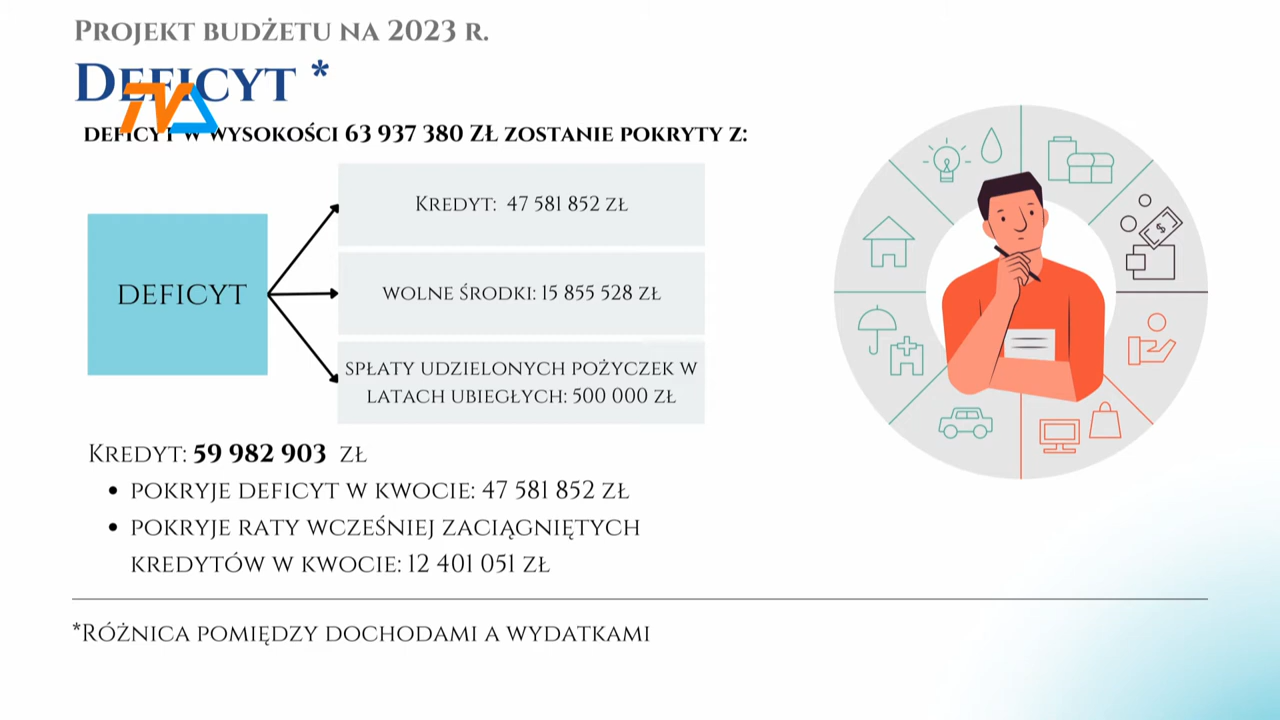 Projekt budżetu na 2023 r.
Deficyt *
TVΔ
deficyt w wysokości 63 937 380 zł zostanie pokryty z:
DEFICYT
Kredyt: 47 581 852 zł
wolne środki: 15 855 528 zł
spłaty udzielonych pożyczek w
latach ubiegłych: 500 000 zł
Kredyt: 59 982 903 zł
• pokryje deficyt w kwocie: 47 581 852 zł
• pokryje raty wcześniej zaciągniętych
kredytów w kwocie: 12 401 051 zł
*Różnica pomiędzy dochodami a wydatkami